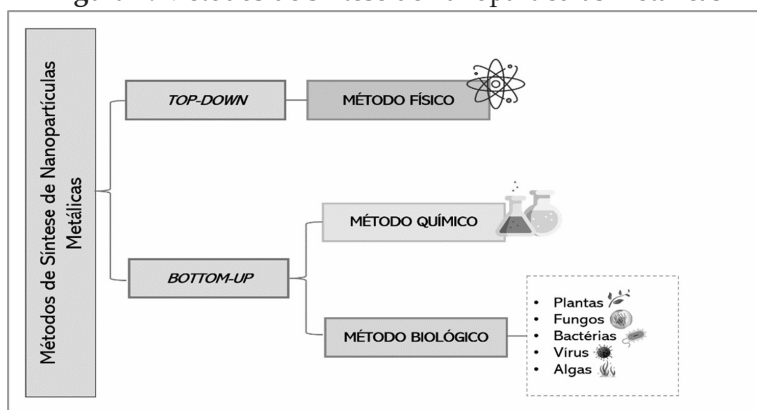 Métodos de Síntese de Nanopartículas
Metálicas
TOP-DOWN
MÉTODO FÍSICO
BOTTOM-UP
MÉTODO QUÍMICO
MÉTODO BIOLÓGICO
• Plantas
• Fungos
• Bactérias
• Vírus
• Algas